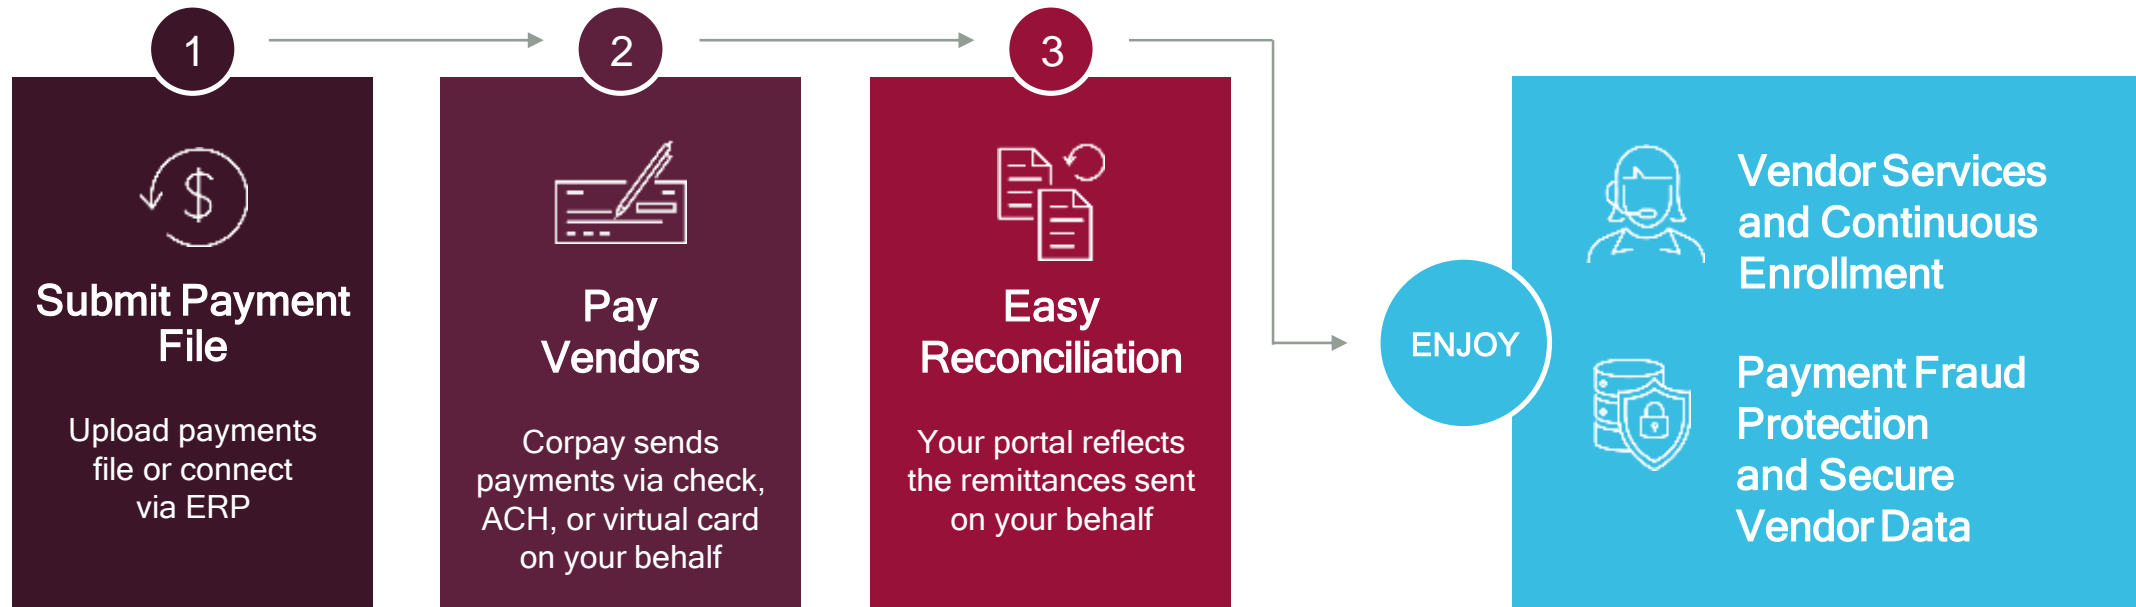 1
Submit Payment
File
Upload payments
file or connect
via ERP
2
Pay
Vendors
Corpay sends
payments via check,
ACH, or virtual card
on your behalf
3
Easy
Reconciliation
Your portal reflects
the remittances sent
on your behalf
ENJOY
Vendor Services
and Continuous
Enrollment
Payment Fraud
Protection
and Secure
Vendor Data